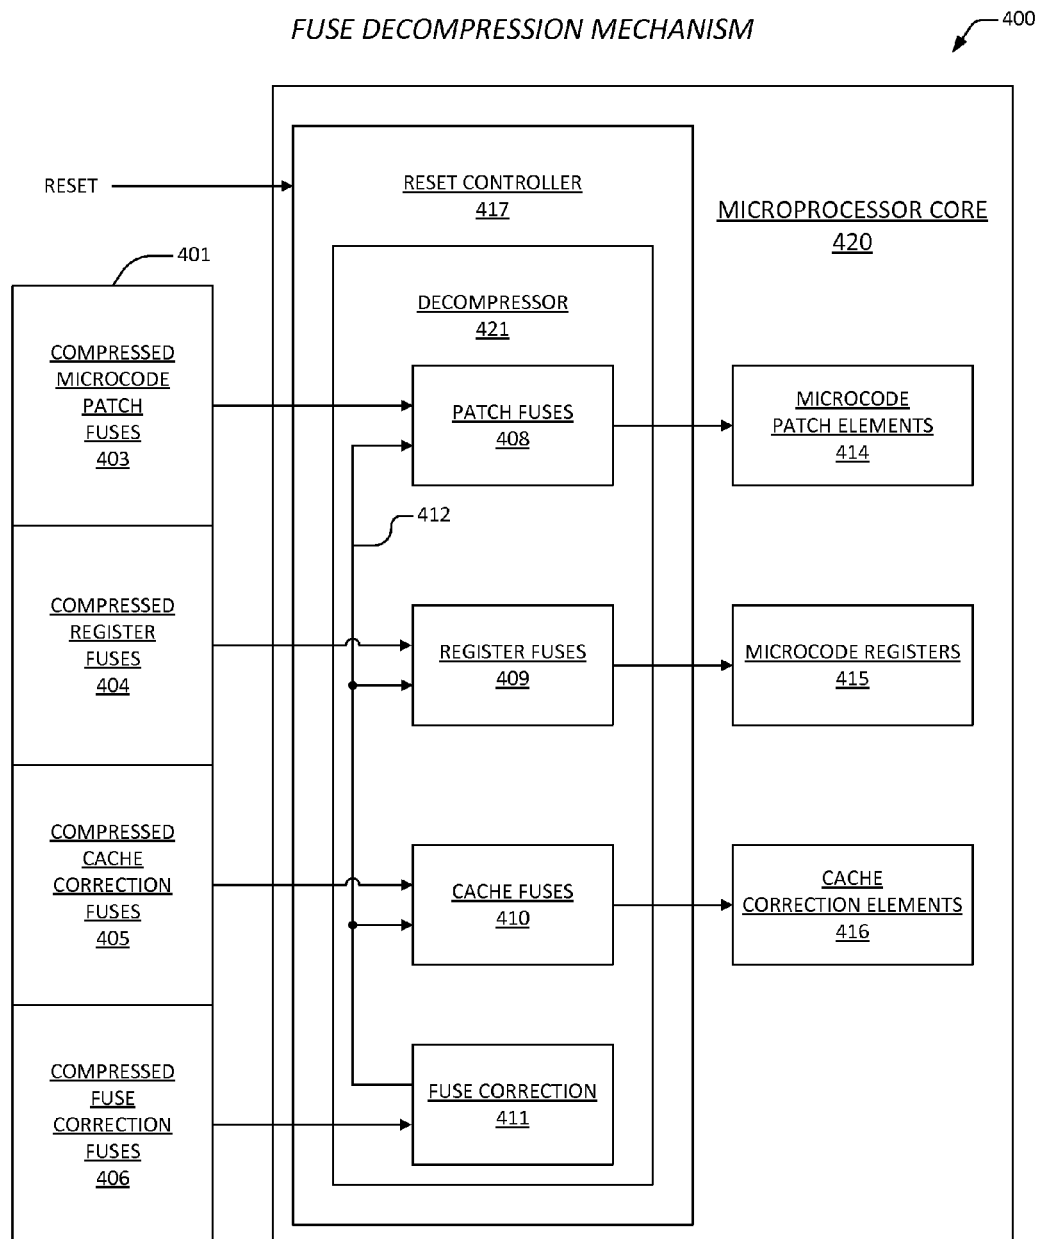 FUSE DECOMPRESSION MECHANISM
400
RESET
RESET CONTROLLER
417
MICROPROCESSOR CORE
420
401
DECOMPRESSOR
421
COMPRESSED
MICROCODE
PATCH
FUSES
403
PATCH FUSES
408
MICROCODE
PATCH ELEMENTS
414
412
COMPRESSED
REGISTER
FUSES
404
REGISTER FUSES
409
MICROCODE REGISTERS
415
COMPRESSED
CACHE
CORRECTION
FUSES
405
CACHE FUSES
410
CACHE
CORRECTION ELEMENTS
416
COMPRESSED
FUSE
CORRECTION
FUSES
406
FUSE CORRECTION
411